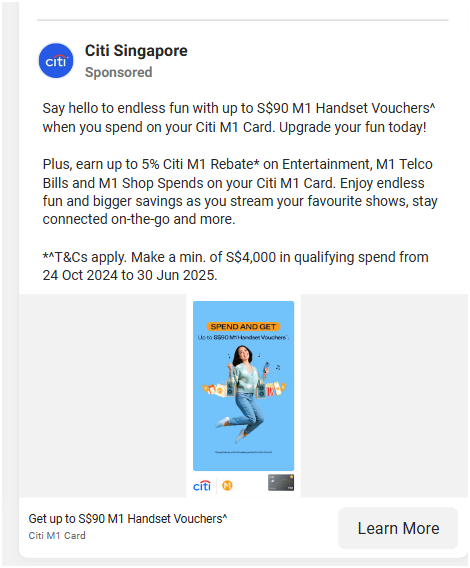 Citi Singapore
Sponsored
Say hello to endless fun with up to S$90 M1 Handset Vouchers^
when you spend on your Citi M1 Card. Upgrade your fun today!
Plus, earn up to 5% Citi M1 Rebate* on Entertainment, M1 Telco
Bills and M1 Shop Spends on your Citi M1 Card. Enjoy endless
fun and bigger savings as you stream your favourite shows, stay
connected on-the-go and more.
*^T&Cs apply. Make a min. of S$4,000 in qualifying spend from
24 Oct 2024 to 30 Jun 2025.
SPEND AND GET
Up to S$90 M1 Handset Vouchers^.
citi
Get up to S$90 M1 Handset Vouchers^
Citi M1 Card
Learn More